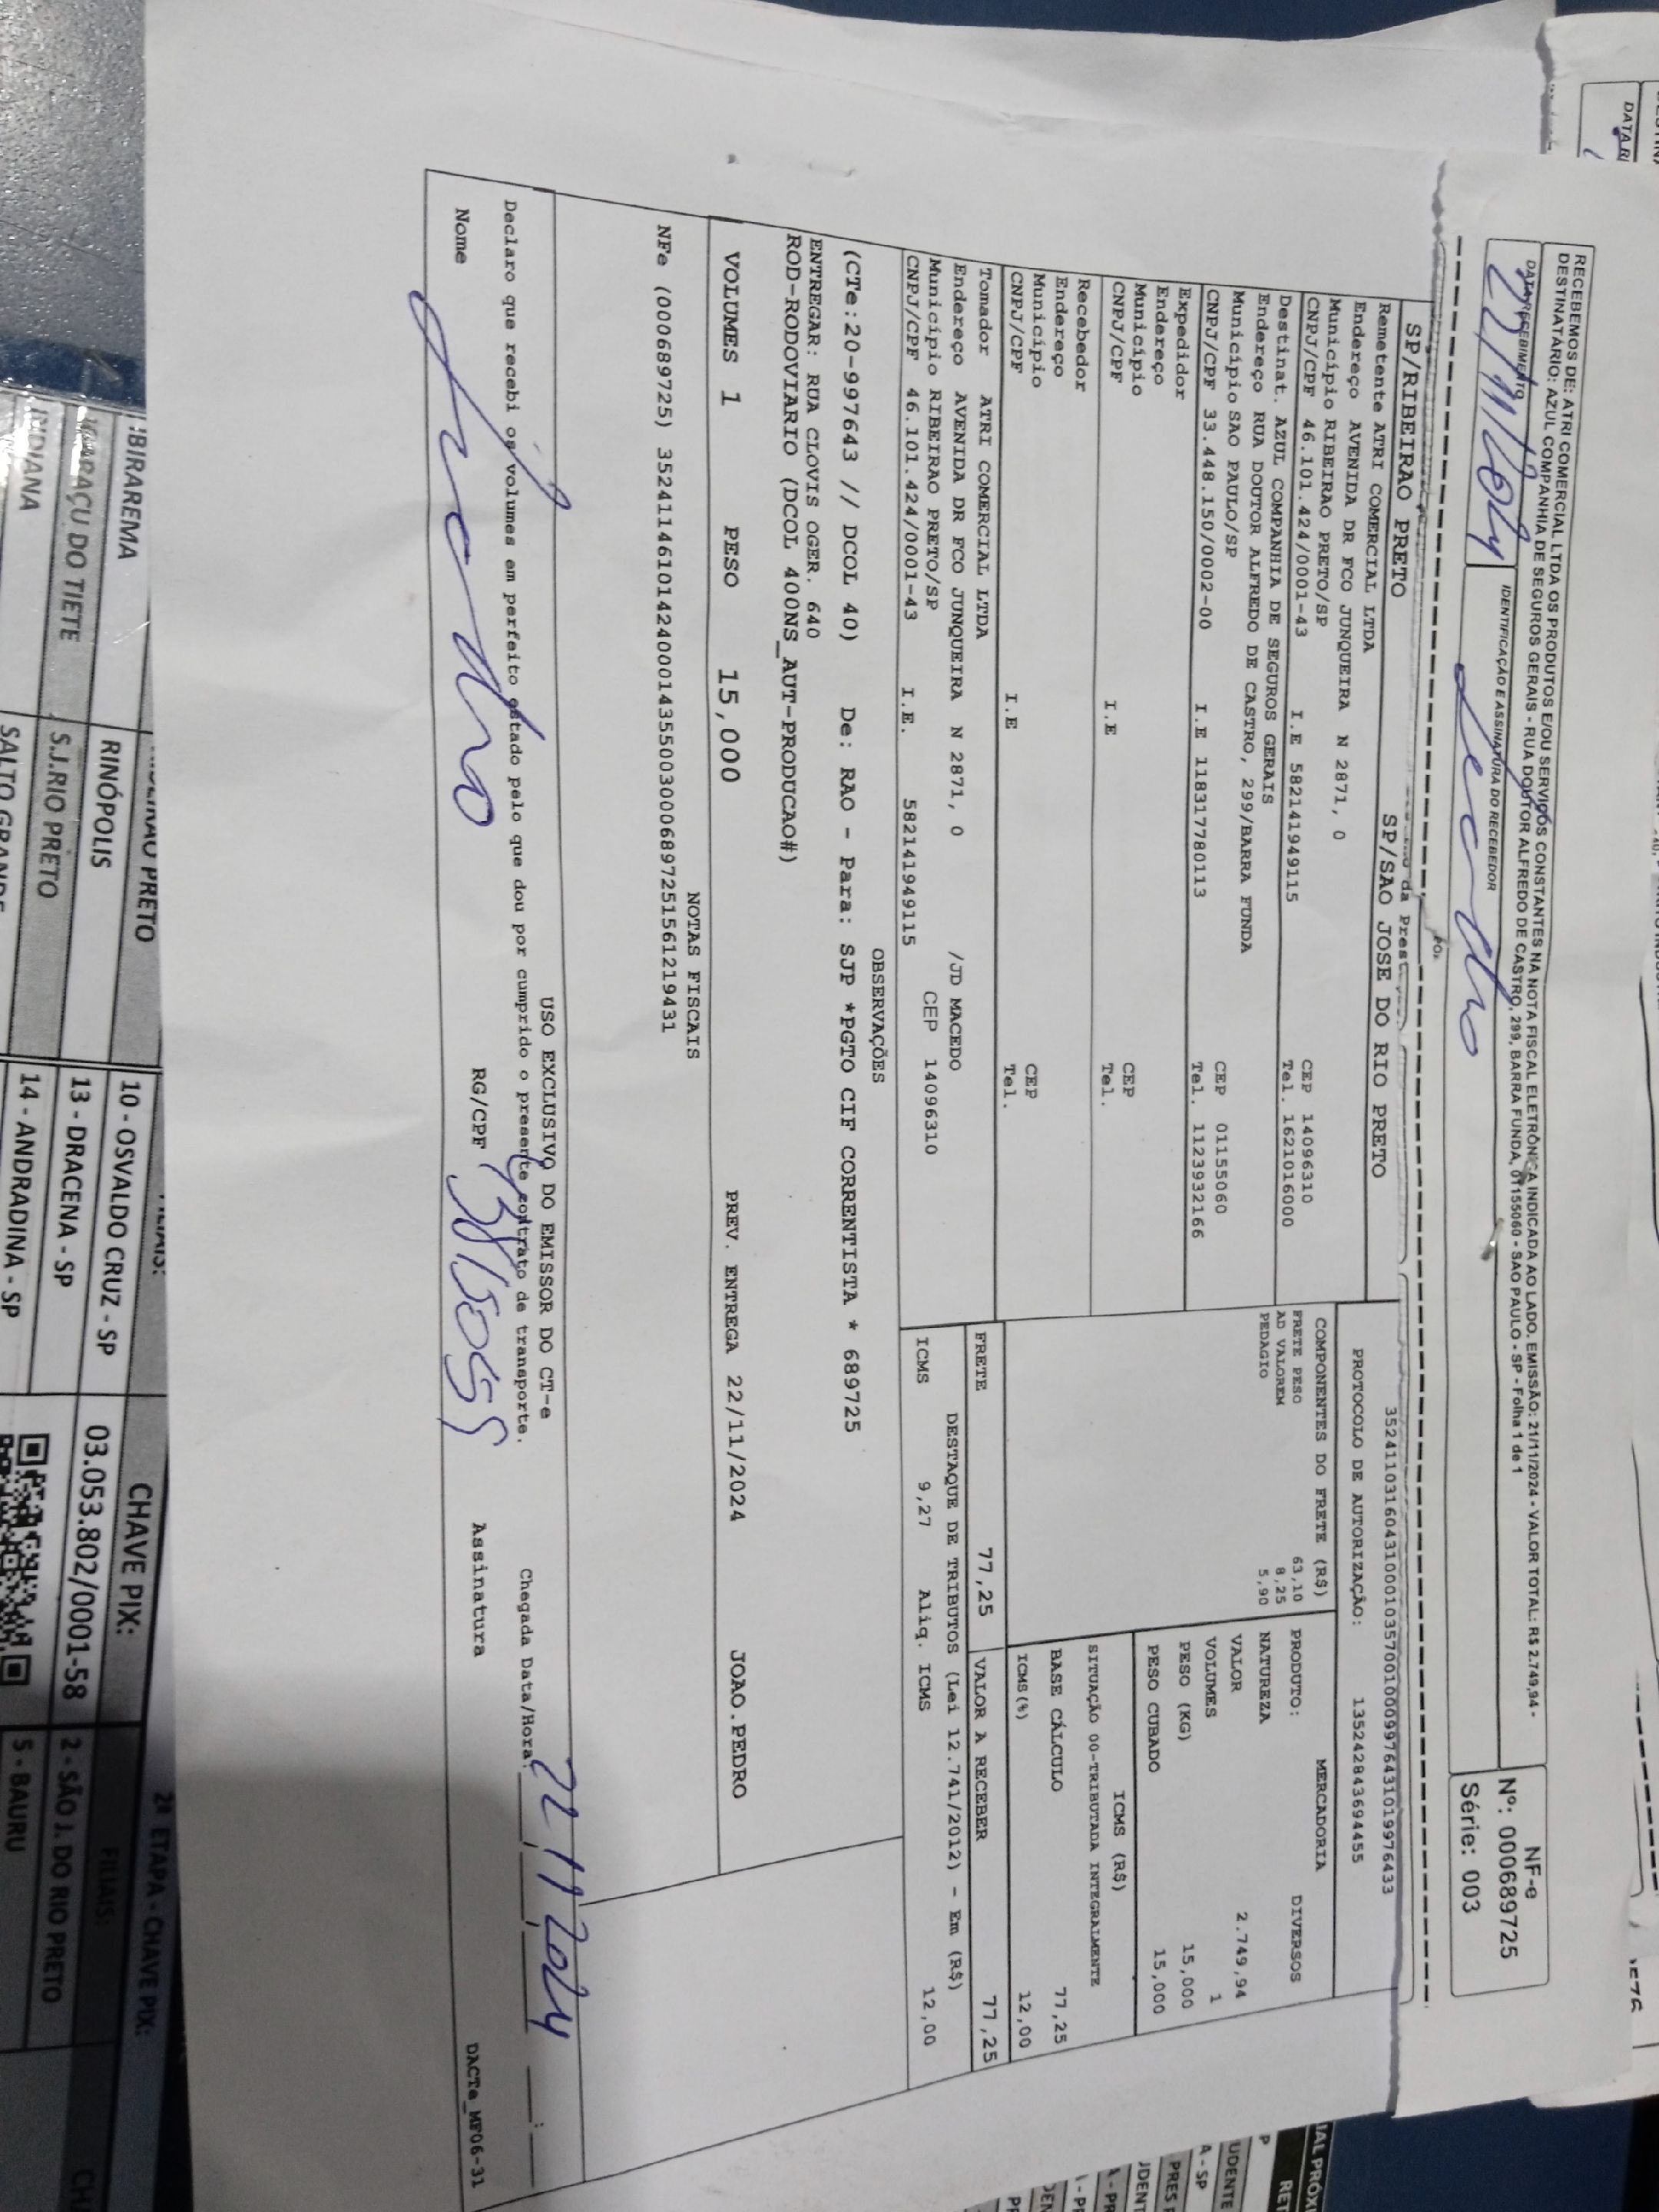 RECEBEMOS DE: ATRI COMERCIAL LTDA OS PRODUTOS E/OU SERVIÇOS CONSTANTES NA NOTA FISCAL ELETRÔNICA INDICADA AO LADO. EMISSÃO: 21/11/2024 - VALOR TOTAL: R$ 2.749,94 -
DESTINATÁRIO: AZUL COMPANHIA DE SEGUROS GERAIS - RUA DOUTOR ALFREDO DE CASTRO, 299, BARRA FUNDA, 01155060 - SAO PAULO - SP - Folha 1 de 1
DATA RECEBIMENTO
IDENTIFICAÇÃO E ASSINATURA DO RECEBEDOR
NF-e
Nº: 000689725
Série: 003
SP/RIBEIRAO PRETO SP/SAO JOSE DO RIO PRETO
Remetente ATRI COMERCIAL LTDA
Endereço AVENIDA DR FCO JUNQUEIRA N 2871, 0
Município RIBEIRAO PRETO/SP CEP 14096310
CNPJ/CPF 46.101.424/0001-43 I.E 582141949115 Tel. 1621016000
Destinat. AZUL COMPANHIA DE SEGUROS GERAIS
Endereço RUA DOUTOR ALFREDO DE CASTRO, 299/BARRA FUNDA
Município SAO PAULO/SP CEP 01155060
CNPJ/CPF 33.448.150/0002-00 I.E 118317780113 Tel. 1123932166
Expedidor
Endereço
Município CEP
CNPJ/CPF I.E Tel.
Recebedor
Endereço
Município CEP
CNPJ/CPF I.E Tel.
Tomador ATRI COMERCIAL LTDA
Endereço AVENIDA DR FCO JUNQUEIRA N 2871, 0 /JD MACEDO
Município RIBEIRAO PRETO/SP CEP 14096310
CNPJ/CPF 46.101.424/0001-43 I.E. 582141949115
35241103160431000103570010009976431019976433
PROTOCOLO DE AUTORIZAÇÃO: 135242843694455
COMPONENTES DO FRETE (R$)
FRETE PESO 63,10
AD VALOREM 8,25
PEDAGIO 5,90
MERCADORIA
PRODUTO: DIVERSOS
NATUREZA
VALOR 2.749,94
VOLUMES 1
PESO (KG) 15,000
PESO CUBADO 15,000
ICMS (R$)
SITUAÇÃO 00-TRIBUTADA INTEGRALMENTE
BASE CÁLCULO 77,25
ICMS(%) 12,00
FRETE 77,25 VALOR A RECEBER 77,25
DESTAQUE DE TRIBUTOS (Lei 12.741/2012) - Em (R$)
ICMS 9,27 Aliq. ICMS 12,00
OBSERVAÇÕES
(CTe:20-997643 // DCOL 40) De: RAO - Para: SJP *PGTO CIF CORRENTISTA * 689725
ENTREGAR: RUA CLOVIS OGER. 640
ROD-RODOVIARIO (DCOL 400NS_AUT-PRODUCAO#)
VOLUMES 1 PESO 15,000 PREV. ENTREGA 22/11/2024 JOAO.PEDRO
NOTAS FISCAIS
NFe (000689725) 35241146101424000143550030006897251561219431
USO EXCLUSIVO DO EMISSOR DO CT-e
Declaro que recebi os volumes em perfeito estado pelo que dou por cumprido o presente contrato de transporte. Chegada Data/Hora 22 11 2024
Nome RG/CPF Assinatura
DACTe_MF06-31
IBIRAREMA RINÓPOLIS 10 - OSVALDO CRUZ - SP
S.J.RIO PRETO 13 - DRACENA - SP
14 - ANDRADINA - SP
CHAVE PIX:
03.053.802/0001-58
2ª ETAPA - CHAVE PIX:
FILIAIS:
2 - SÃO J. DO RIO PRETO
5 - BAURU